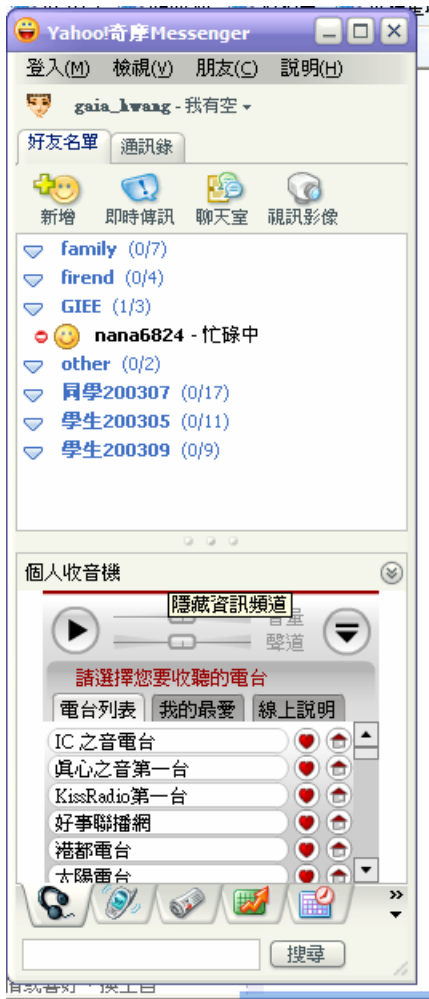 Yahoo!奇摩Messenger
登入(M) 檢視(V) 朋友(C) 説明(H)
gaia_hwang - 我有空
好友名單 通訊錄
新增 即時傳訊 聊天室 視訊影像
family (0/7)
firend (0/4)
GIEE (1/3)
nana6824 - 忙碌中
other (0/2)
同學200307 (0/17)
學生200305 (0/11)
學生200309 (0/9)
個人收音機
隱藏資訊頻道
音量
聲道
請選擇您要收聽的電台
電台列表 我的最愛 線上説明
IC 之音電台
真心之音第一台
KissRadio第一台
好事聯播網
港都電台
太陽電台
搜尋